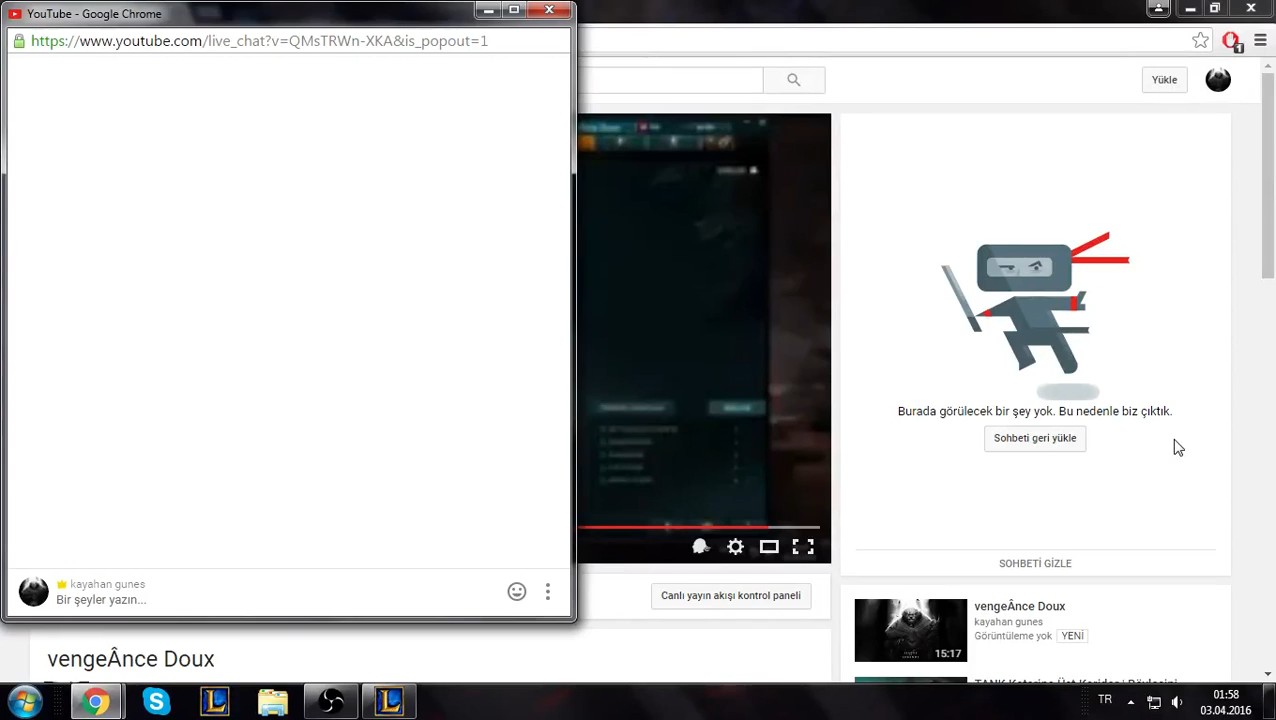 YouTube - Google Chrome
https://www.youtube.com/live_chat?v=QMsTRWn-XKA&is_popout=1
kayahan gunes
Bir şeyler yazın...
Yükle
Burada görülecek bir şey yok. Bu nedenle biz çıktık.
Sohbeti geri yükle
SOHBETİ GİZLE
Canlı yayın akışı kontrol paneli
vengeÂnce Doux
vengeÂnce Doux
kayahan gunes
Görüntüleme yok YENİ
15:17
TR
01:58
03.04.2016